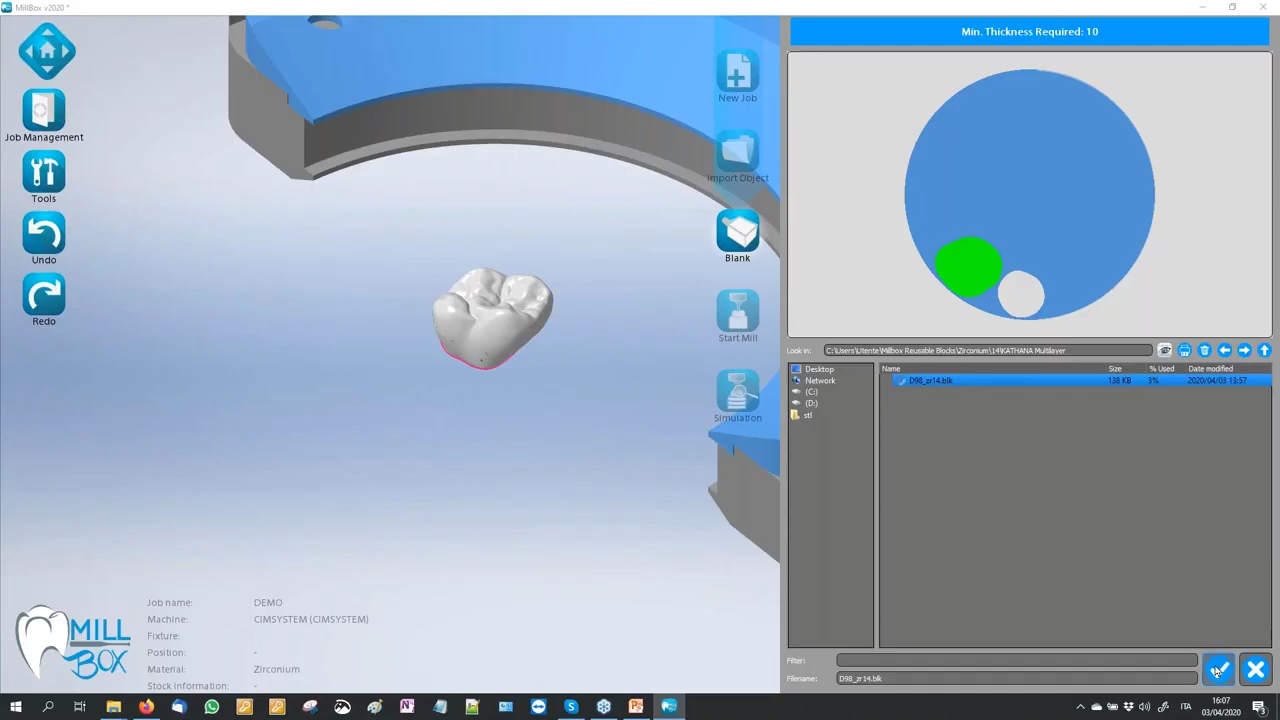 MillBox v2020 *
Min. Thickness Required: 10
New Job
Job Management
Import Object
Tools
Blank
Undo
Redo
Start Mill
Simulation
Look in: C:\Users\Utente\Millbox Reusable Blocks\Zirconium\14\KATHANA Multilayer
Name Size % Used Date modified
D98_zr14.blk 138 KB 3% 2020/04/03 13:57
Desktop
Network
(C:)
(D:)
stl
MILL
BOX
Job name: DEMO
Machine: CIMSYSTEM (CIMSYSTEM)
Fixture:
Position: -
Material: Zirconium
Stock information: -
Filter:
Filename: D98_zr14.blk
ITA
16:07
03/04/2020
3